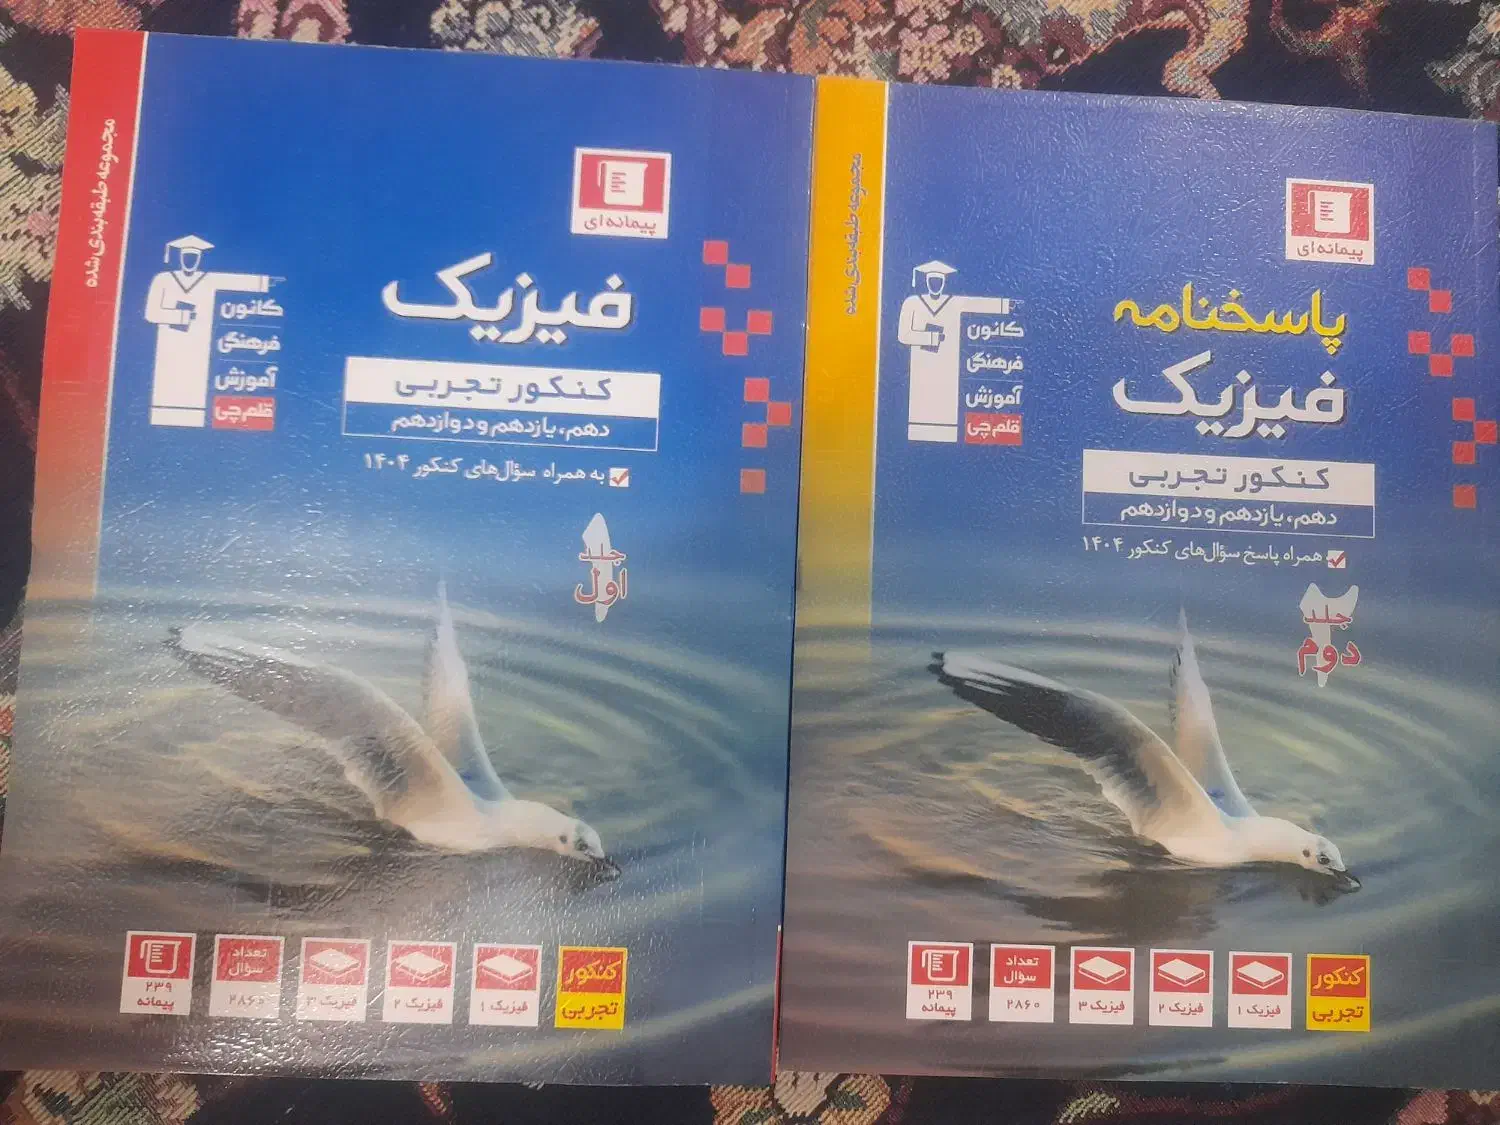 مجموعه طبقه‌بندی شده
پیمانه‌ای
کانون
فرهنگی
آموزش
قلم‌چی
فیزیک
کنکور تجربی
دهم، یازدهم و دوازدهم
به همراه سؤال‌های کنکور ۱۴۰۴
جلد
اول
کنکور
تجربی
فیزیک ۱
فیزیک ۲
فیزیک ۳
تعداد
سؤال
۲۸۶۰
۲۳۹
پیمانه
مجموعه طبقه‌بندی شده
پیمانه‌ای
کانون
فرهنگی
آموزش
قلم‌چی
پاسخنامه
فیزیک
کنکور تجربی
دهم، یازدهم و دوازدهم
همراه پاسخ سؤال‌های کنکور ۱۴۰۴
جلد
دوم
کنکور
تجربی
فیزیک ۱
فیزیک ۲
فیزیک ۳
تعداد
سؤال
۲۸۶۰
۲۳۹
پیمانه